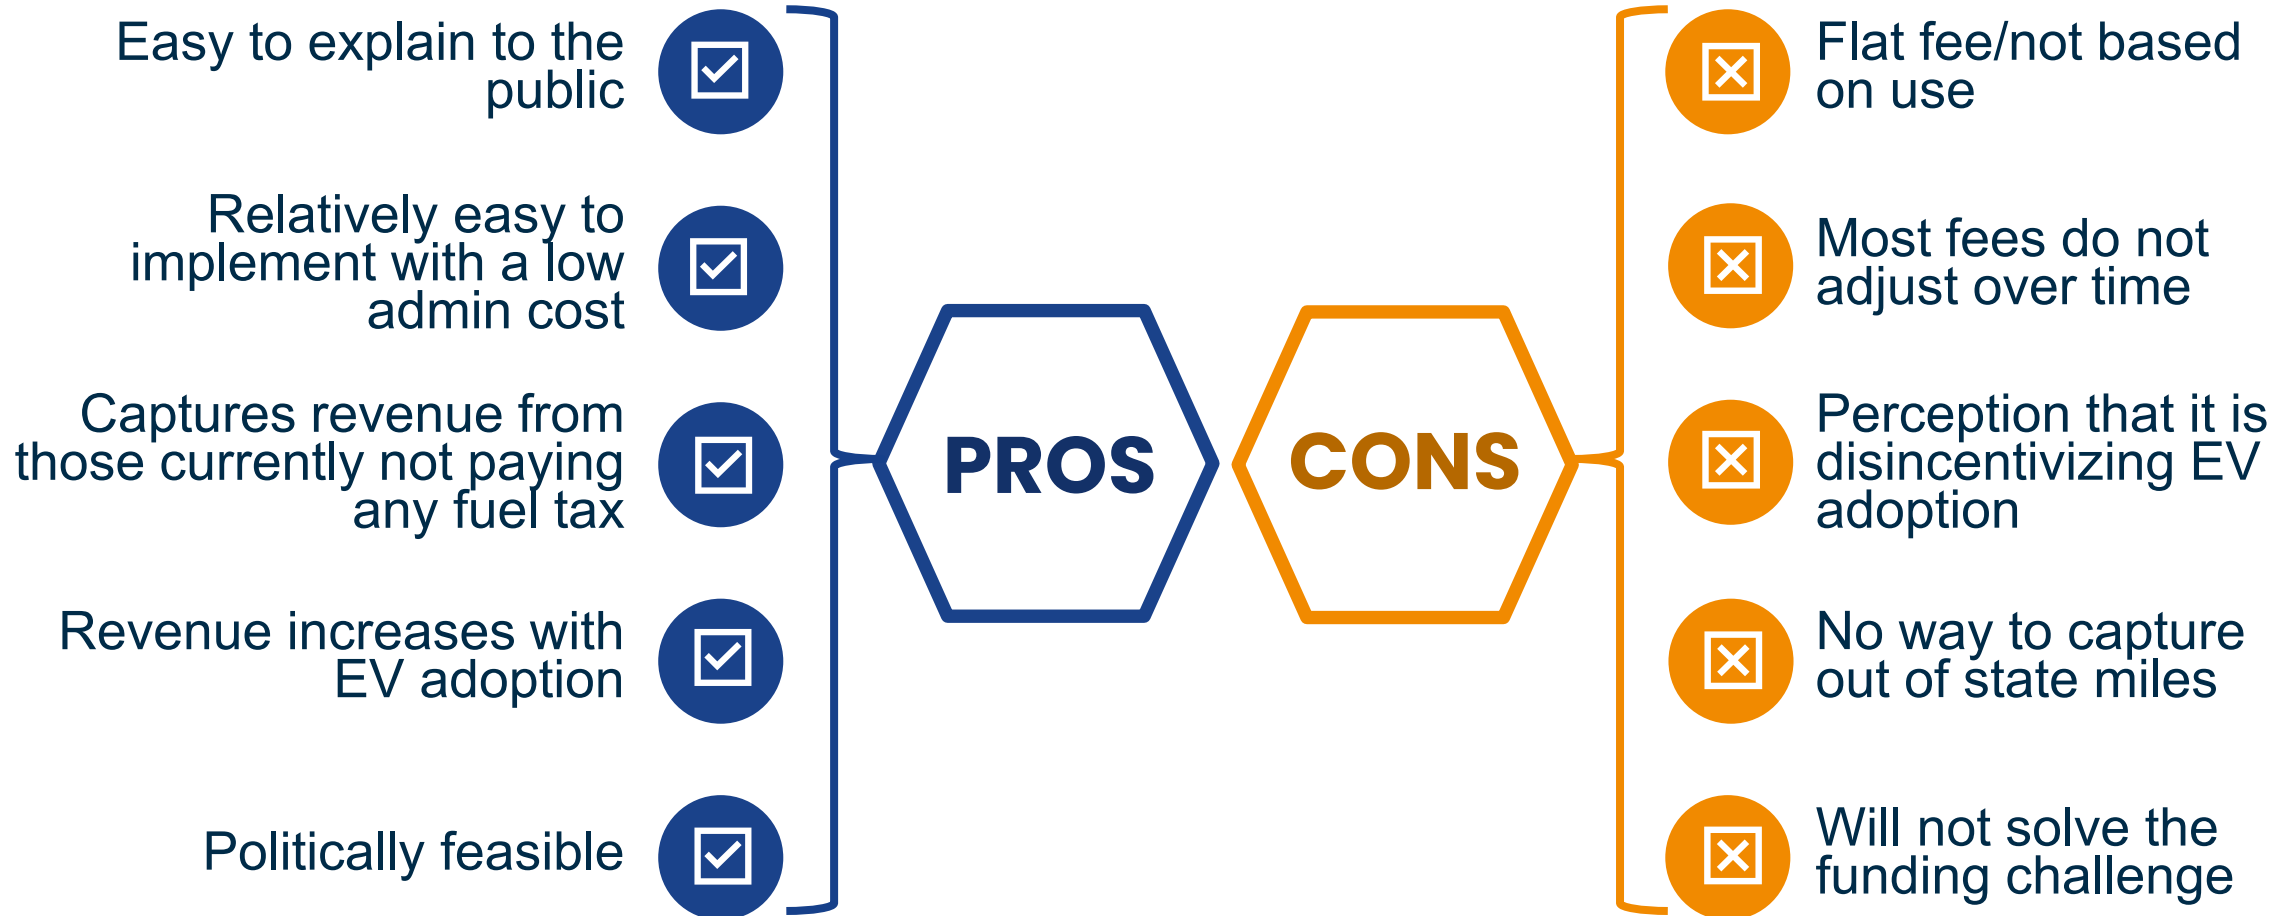 Easy to explain to the
public
Relatively easy to
implement with a low
admin cost
Captures revenue from
those currently not paying
any fuel tax
Revenue increases with
EV adoption
Politically feasible
PROS
CONS
Flat fee/not based
on use
Most fees do not
adjust over time
Perception that it is
disincentivizing EV
adoption
No way to capture
out of state miles
Will not solve the
funding challenge